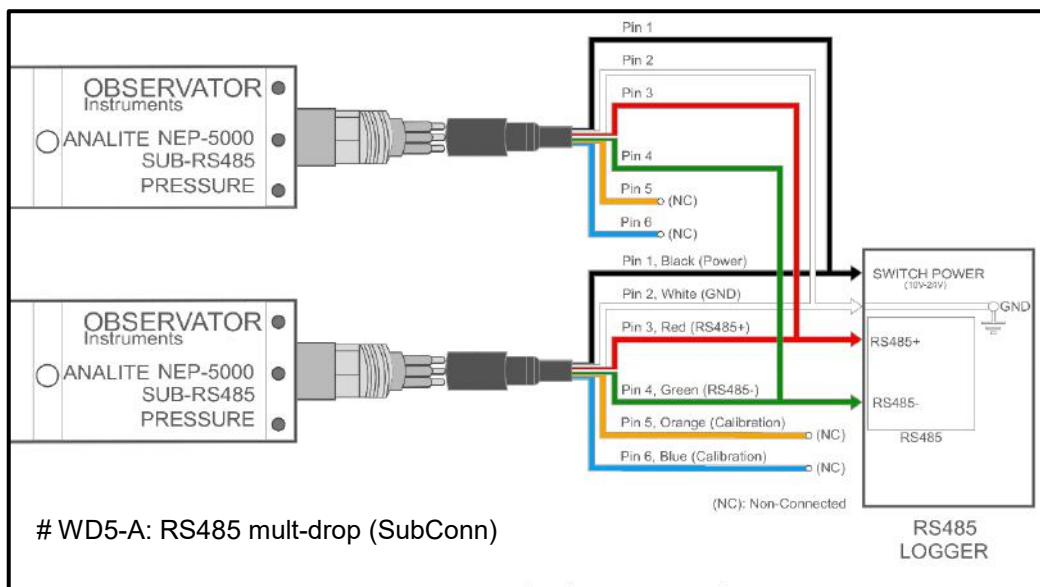 OBSERVATOR
Instruments
ANALITE NEP-5000
SUB-RS485
PRESSURE
Pin 1
Pin 2
Pin 3
Pin 4
Pin 5
(NC)
Pin 6
(NC)
OBSERVATOR
Instruments
ANALITE NEP-5000
SUB-RS485
PRESSURE
Pin 1, Black (Power)
Pin 2, White (GND)
Pin 3, Red (RS485+)
Pin 4, Green (RS485-)
Pin 5, Orange (Calibration)
(NC)
Pin 6, Blue (Calibration)
(NC)
(NC): Non-Connected
SWITCH POWER
(10V-24V)
GND
RS485+
RS485-
RS485
RS485
LOGGER
# WD5-A: RS485 mult-drop (SubConn)